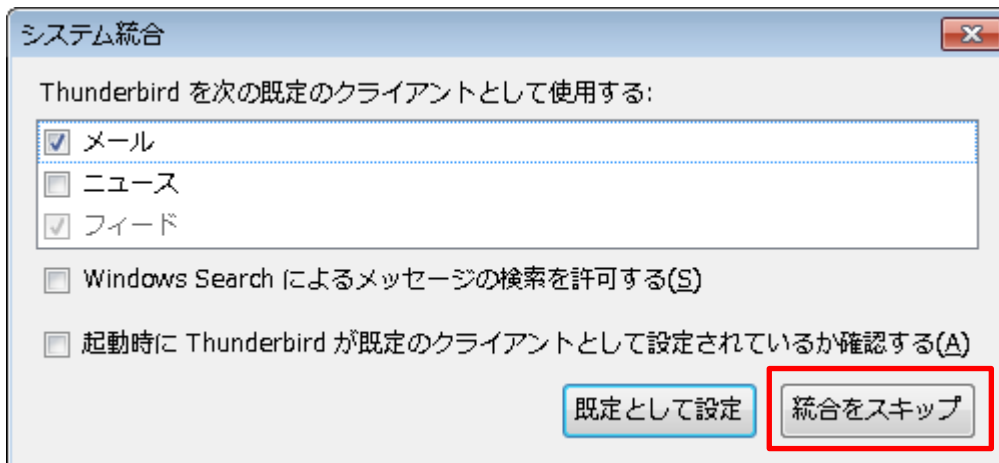 システム統合
Thunderbird を次の既定のクライアントとして使用する:
メール
ニュース
フィード
Windows Search によるメッセージの検索を許可する(S)
起動時に Thunderbird が既定のクライアントとして設定されているか確認する(A)
既定として設定 統合をスキップ